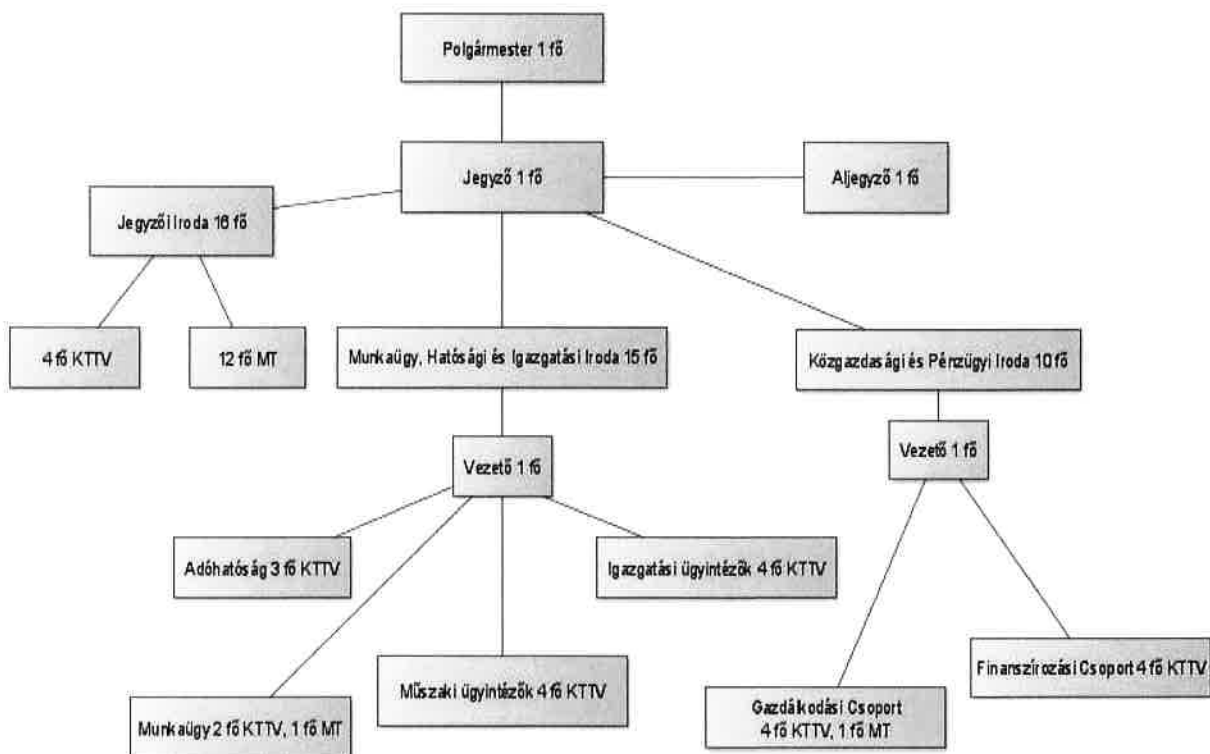 Polgármester 1 fő
Jegyző 1 fő
Aljegyző 1 fő
Jegyzői Iroda 16 fő
4 fő KTTV
12 fő MT
Munkaügy, Hatósági és Igazgatási Iroda 15 fő
Közgazdasági és Pénzügyi Iroda 10 fő
Vezető 1 fő
Vezető 1 fő
Adóhatóság 3 fő KTTV
Igazgatási ügyintézők 4 fő KTTV
Műszaki ügyintézők 4 fő KTTV
Finanszírozási Csoport 4 fő KTTV
Munkaügy 2 fő KTTV, 1 fő MT
Gazdálkodási Csoport
4 fő KTTV, 1 fő MT